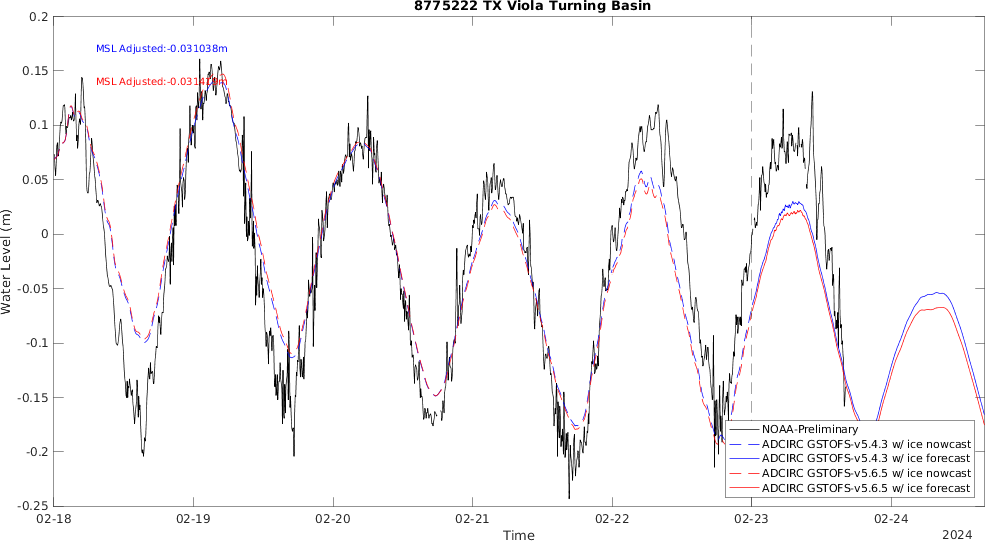 8775222 TX Viola Turning Basin
0.2
MSL Adjusted:-0.031038m
0.15
0.1
0.05
0
-0.05
-0.1
-0.15
-0.2
-0.25
Water Level (m)
NOAA-Preliminary
ADCIRC GSTOFS-v5.4.3 w/ ice nowcast
ADCIRC GSTOFS-v5.4.3 w/ ice forecast
ADCIRC GSTOFS-v5.6.5 w/ ice nowcast
ADCIRC GSTOFS-v5.6.5 w/ ice forecast
02-18 02-19 02-20 02-21 02-22 02-23 02-24
Time
2024
MSL Adjusted: